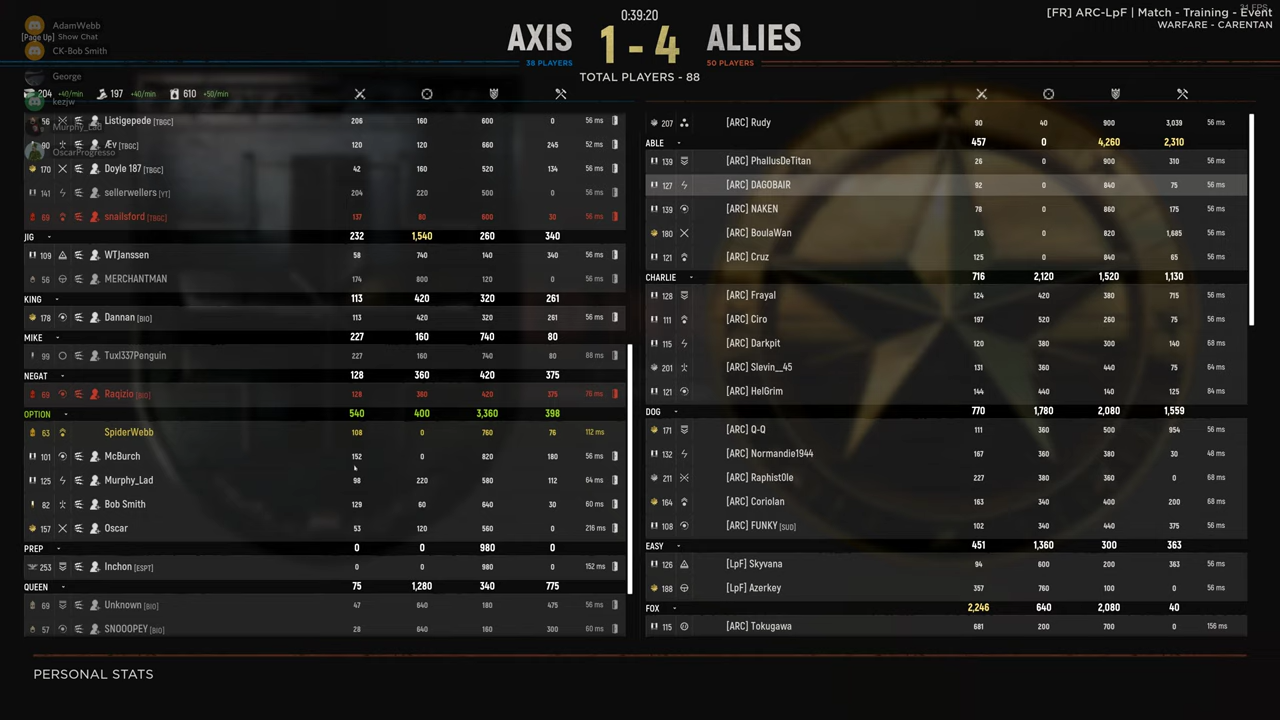 AdamWebb
[Page Up] Show Chat
CK-Bob Smith
George
kezjw
Murphy_Lad
OscarProgresso
0:39:20
AXIS 1 - 4 ALLIES
38 PLAYERS 50 PLAYERS
TOTAL PLAYERS - 88
[FR] ARC-LpF | Match - Training - Event
WARFARE - CARENTAN
204 +40/min 197 +40/min 610 +50/min
56 Listigepede [TBGC] 206 160 600 0 56 ms
90 Æv [TBGC] 120 120 660 245 52 ms
170 Doyle 187 [TBGC] 42 160 520 134 56 ms
141 sellerwellers [YT] 204 220 500 0 56 ms
69 snailsford [TBGC] 137 80 600 30 56 ms
JIG 232 1,540 260 340
109 WTJanssen 58 740 140 340 56 ms
56 MERCHANTMAN 174 800 120 0 56 ms
KING 113 420 320 261
178 Dannan [BIO] 113 420 320 261 56 ms
MIKE 227 160 740 80
99 Tuxl337Penguin 227 160 740 80 88 ms
NEGAT 128 360 420 375
69 Raqizio [BIO] 128 360 420 375 76 ms
OPTION 540 400 3,360 398
63 SpiderWebb 108 0 760 76 112 ms
101 McBurch 152 0 820 180 56 ms
125 Murphy_Lad 98 220 580 112 64 ms
82 Bob Smith 129 60 640 30 60 ms
157 Oscar 53 120 560 0 216 ms
PREP 0 0 980 0
253 Inchon [ESPT] 0 0 980 0 152 ms
QUEEN 75 1,280 340 775
69 Unknown [BIO] 47 640 180 475 56 ms
57 SNOOOPEY [BIO] 28 640 160 300 60 ms
207 [ARC] Rudy 90 40 900 3,039 56 ms
ABLE 457 0 4,260 2,310
139 [ARC] PhallusDeTitan 26 0 900 310 56 ms
127 [ARC] DAGOBAIR 92 0 840 75 56 ms
139 [ARC] NAKEN 78 0 860 175 56 ms
180 [ARC] BoulaWan 136 0 820 1,685 56 ms
121 [ARC] Cruz 125 0 840 65 56 ms
CHARLIE 716 2,120 1,520 1,130
128 [ARC] Frayal 124 420 380 715 56 ms
111 [ARC] Ciro 197 520 260 75 56 ms
115 [ARC] Darkpit 120 380 300 140 68 ms
201 [ARC] Slevin__45 131 360 440 75 64 ms
121 [ARC] HelGrim 144 440 140 125 84 ms
DOG 770 1,780 2,080 1,559
171 [ARC] Q-Q 111 360 500 954 56 ms
132 [ARC] Normandie1944 167 360 380 30 48 ms
211 [ARC] Raphist0le 227 380 360 0 68 ms
164 [ARC] Coriolan 163 340 400 200 68 ms
108 [ARC] FUNKY [SUO] 102 340 440 375 56 ms
EASY 451 1,360 300 363
126 [LpF] Skyvana 94 600 200 363 56 ms
188 [LpF] Azerkey 357 760 100 0 56 ms
FOX 2,246 640 2,080 40
115 [ARC] Tokugawa 681 200 700 0 156 ms
PERSONAL STATS